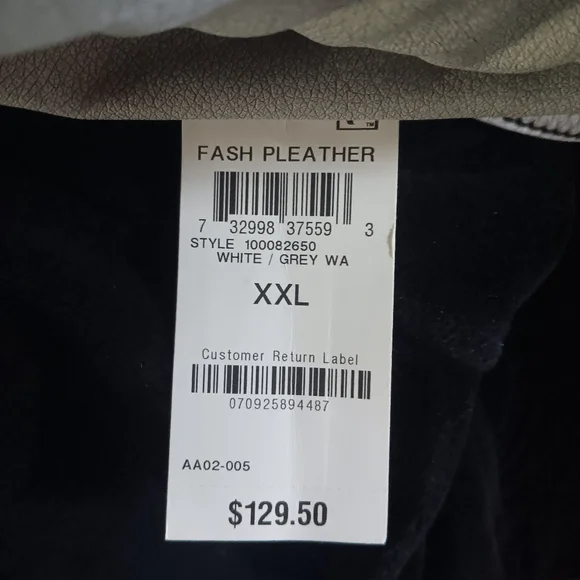 FASH PLEATHER
7 32998 37559 3
STYLE 100082650
WHITE / GREY WA
XXL
Customer Return Label
070925894487
AA02-005
$129.50